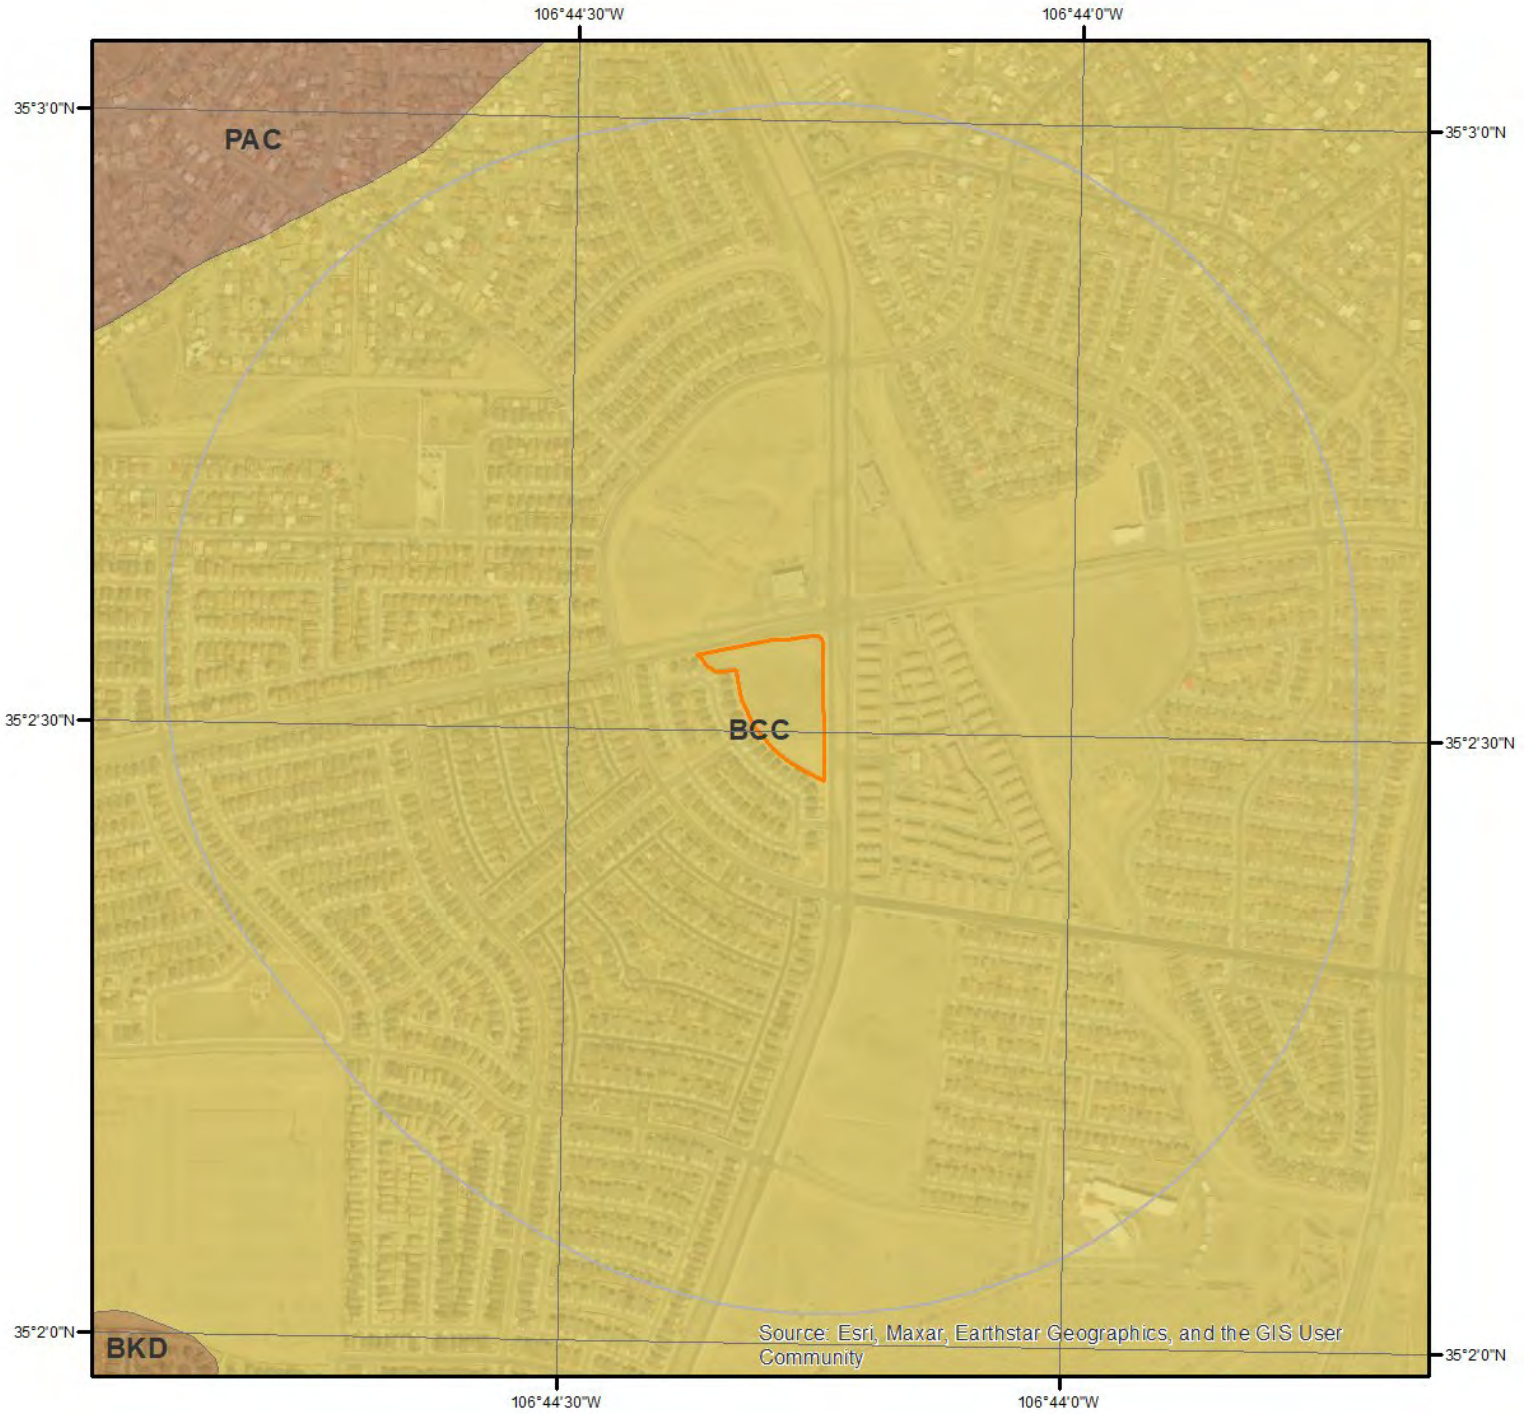 106°44'30"W
106°44'0"W
35°3'0"N
35°3'0"N
PAC
35°2'30"N
BCC
35°2'30"N
35°2'0"N
BKD
Source: Esri, Maxar, Earthstar Geographics, and the GIS User
Community
35°2'0"N
106°44'30"W
106°44'0"W